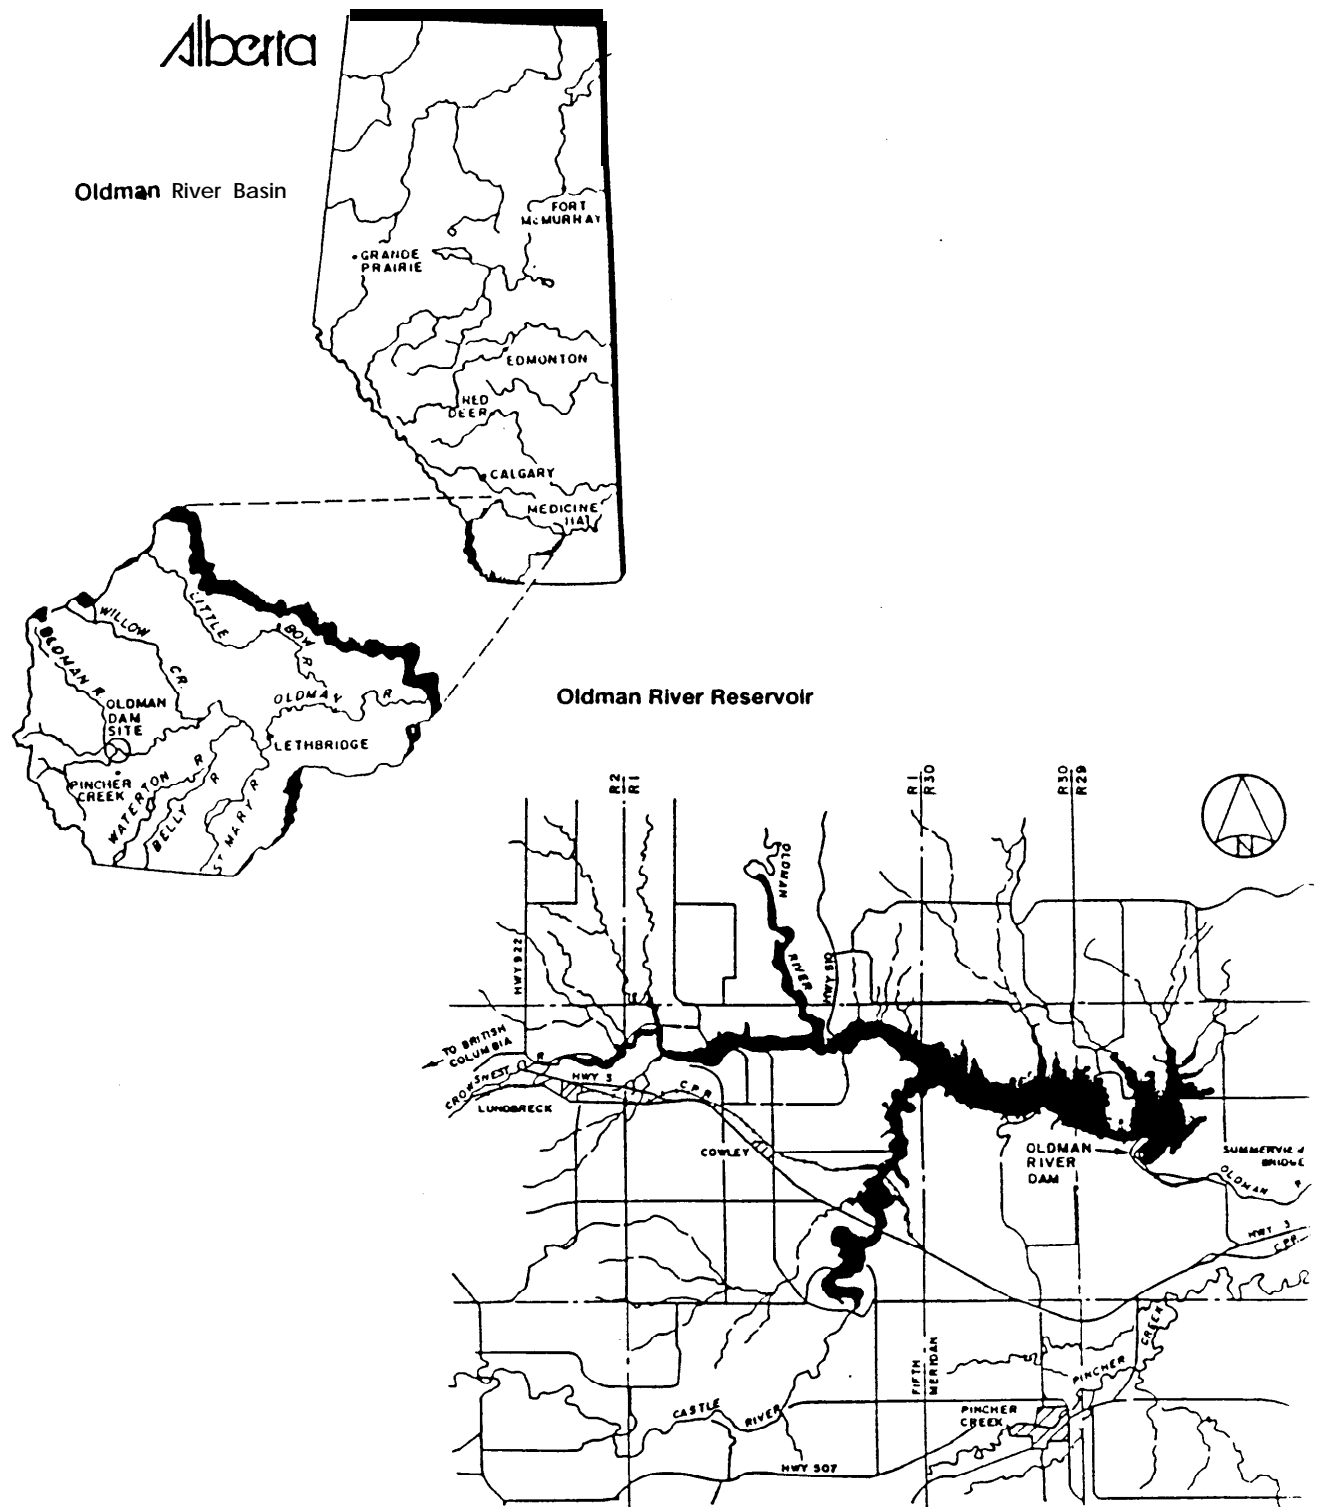 Alberta
Oldman River Basin
FORT
McMURRAY
GRANDE
PRAIRIE
EDMONTON
RED
DEER
CALGARY
MEDICINE
HAT
LITTLE
BOW
R.
WILLOW
CR.
OLDMAN R.
OLDMAN R
OLDMAN
DAM
SITE
LETHBRIDGE
PINCHER
CREEK
WATERTON R
BELLY R
ST MARY R
Oldman River Reservoir
R2
R1
R1
R30
R30
R29
N
OLDMAN
RIVER
HWY 922
HWY 510
TO BRITISH
COLUMBIA
CROWSNEST R
HWY 3
C.P.R.
LUNDBRECK
COWLEY
OLDMAN
RIVER
DAM
SUMMERVIEW
BRIDGE
OLDMAN R
HWY 3
C.P.R.
FIFTH
MERIDIAN
PINCHER
CREEK
CASTLE RIVER
PINCHER
CREEK
HWY 507